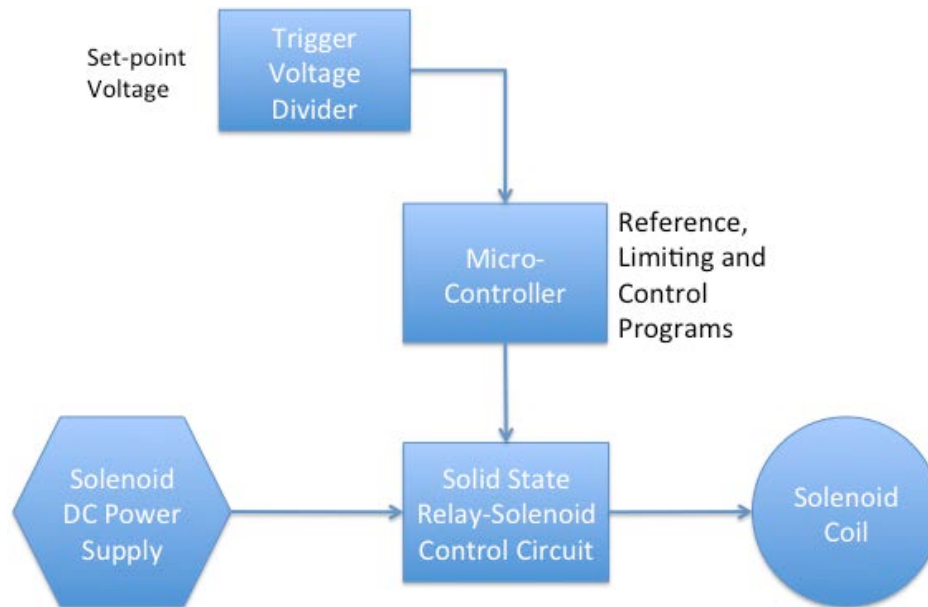 Set-point
Voltage
Trigger
Voltage
Divider
Micro-
Controller
Reference,
Limiting and
Control
Programs
Solenoid
DC Power
Supply
Solid State
Relay-Solenoid
Control Circuit
Solenoid
Coil